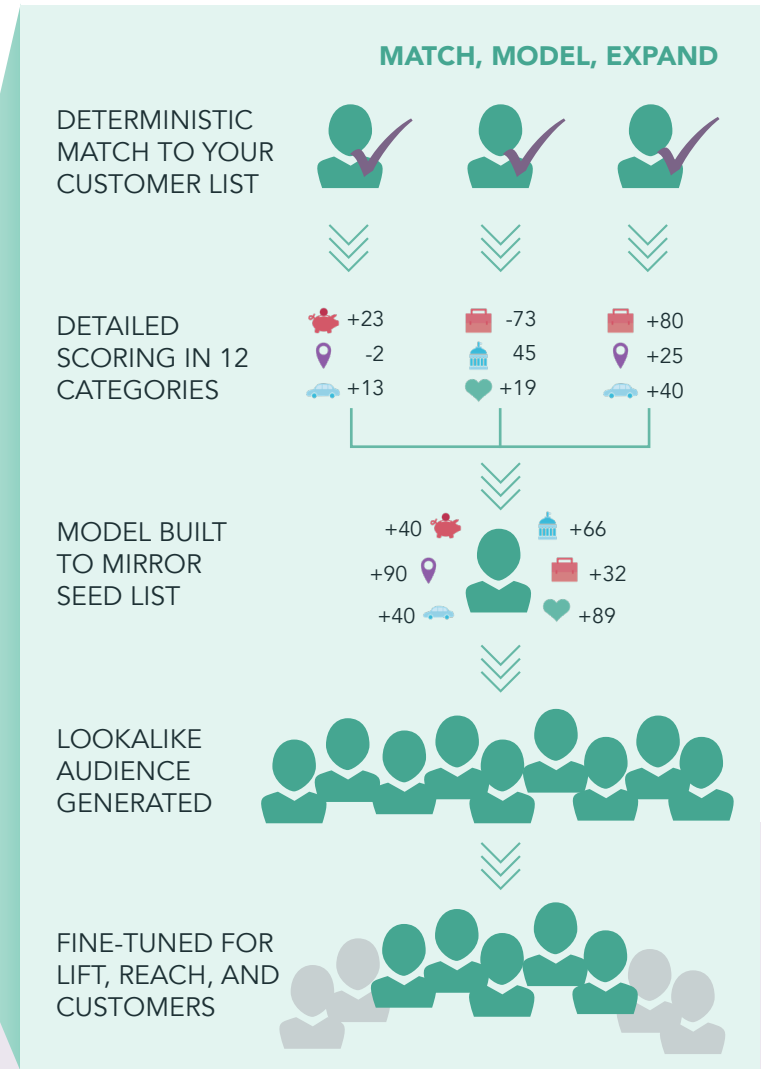 MATCH, MODEL, EXPAND
DETERMINISTIC
MATCH TO YOUR
CUSTOMER LIST
DETAILED
SCORING IN 12
CATEGORIES
+23 -73 +80
-2 45 +25
+13 +19 +40
MODEL BUILT
TO MIRROR
SEED LIST
+40 +66
+90 +32
+40 +89
LOOKALIKE
AUDIENCE
GENERATED
FINE-TUNED FOR
LIFT, REACH, AND
CUSTOMERS